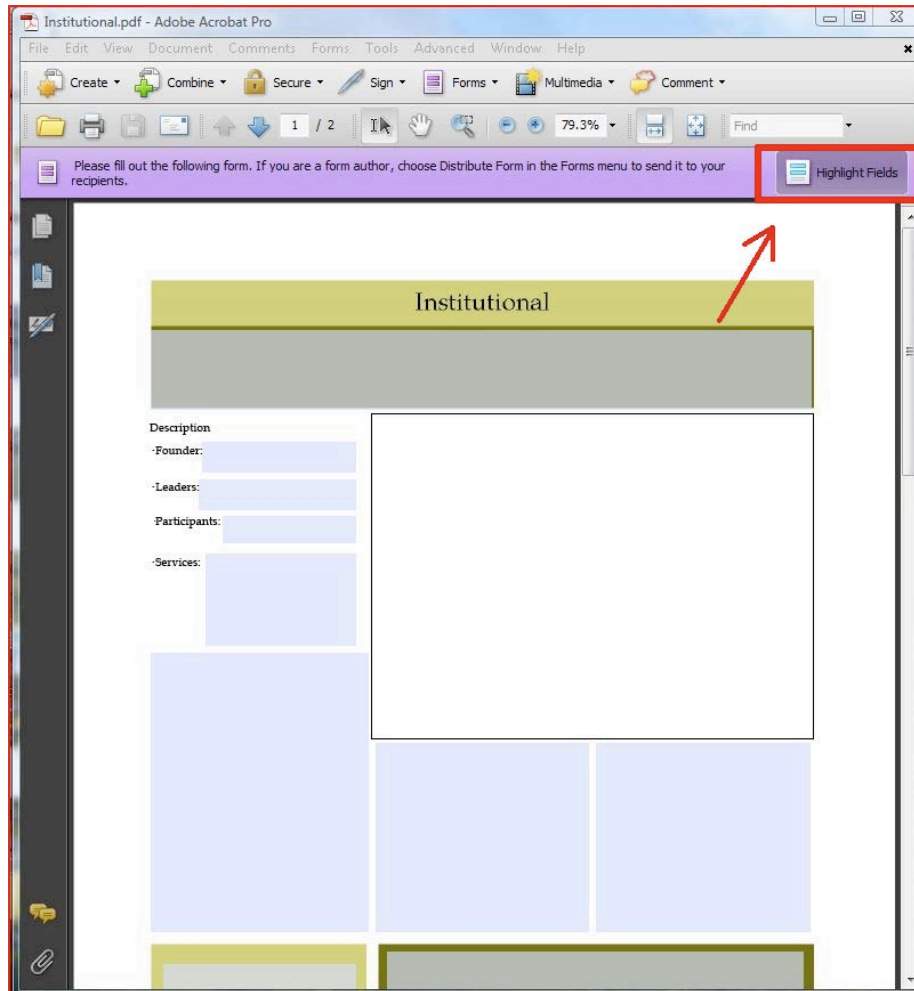 Institutional.pdf - Adobe Acrobat Pro
File Edit View Document Comments Forms Tools Advanced Window Help
Create Combine Secure Sign Forms Multimedia Comment
1 / 2 79.3% Find
Please fill out the following form. If you are a form author, choose Distribute Form in the Forms menu to send it to your
recipients.
Highlight Fields
Institutional
Description
·Founder:
·Leaders:
·Participants:
·Services: